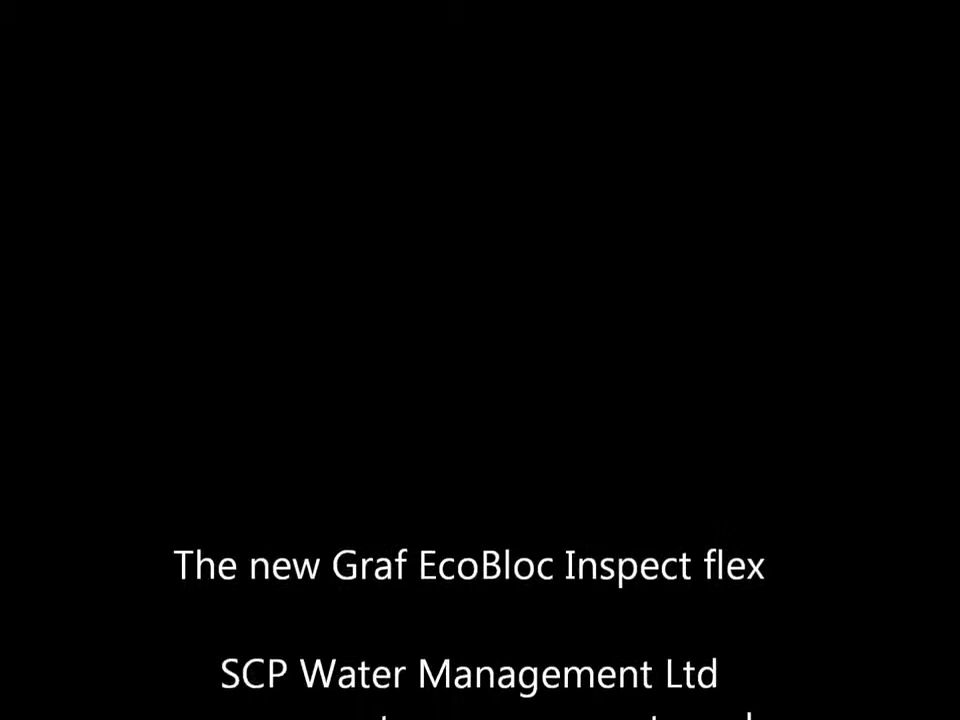 The new Graf EcoBloc Inspect flex
SCP Water Management Ltd